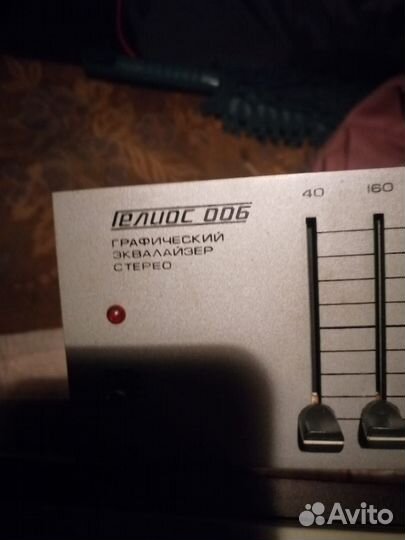 Гелиос 006
40 160
ГРАФИЧЕСКИЙ
ЭКВАЛАЙЗЕР
СТЕРЕО
Avito